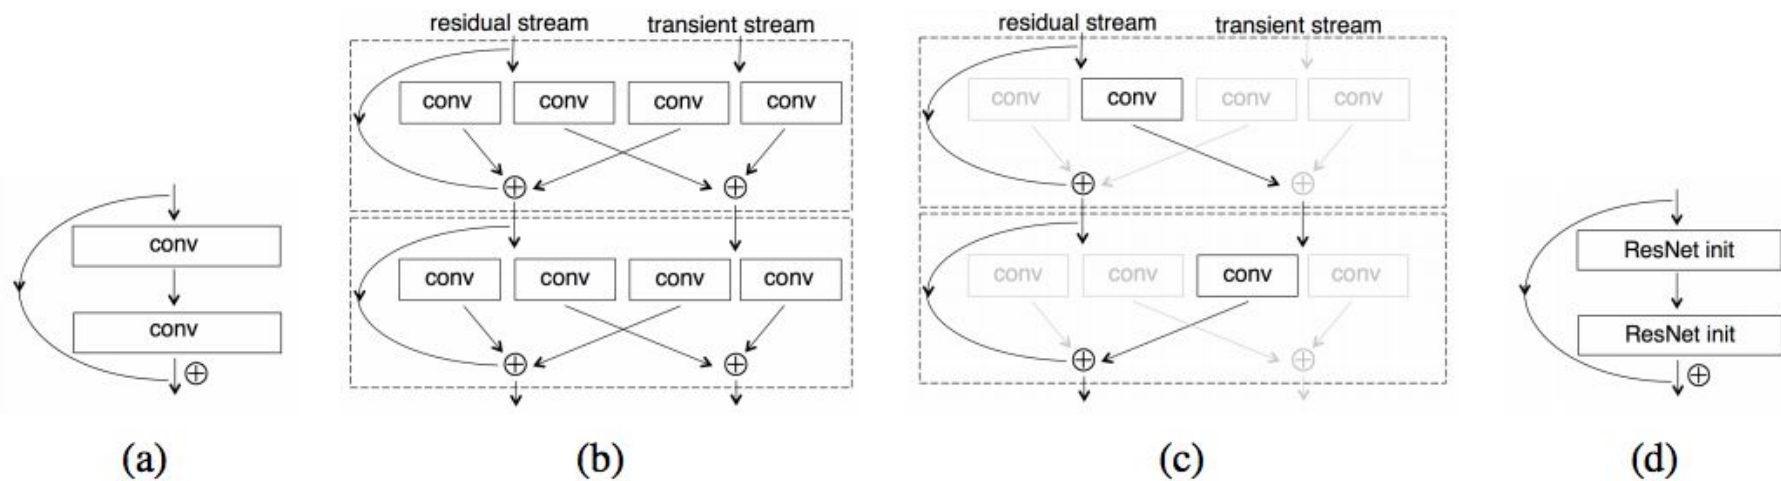 residual stream transient stream
conv conv conv conv
conv conv conv conv
residual stream transient stream
conv conv conv conv
conv conv conv conv
conv
conv
ResNet init
ResNet init
(a) (b) (c) (d)